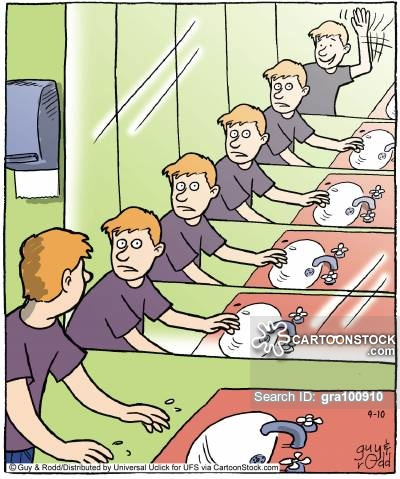 CARTOONSTOCK
.com
Search ID: gra100910
9-10
guy &
rodd
© Guy & Rodd/Distributed by Universal Uclick for UFS via CartoonStock.com